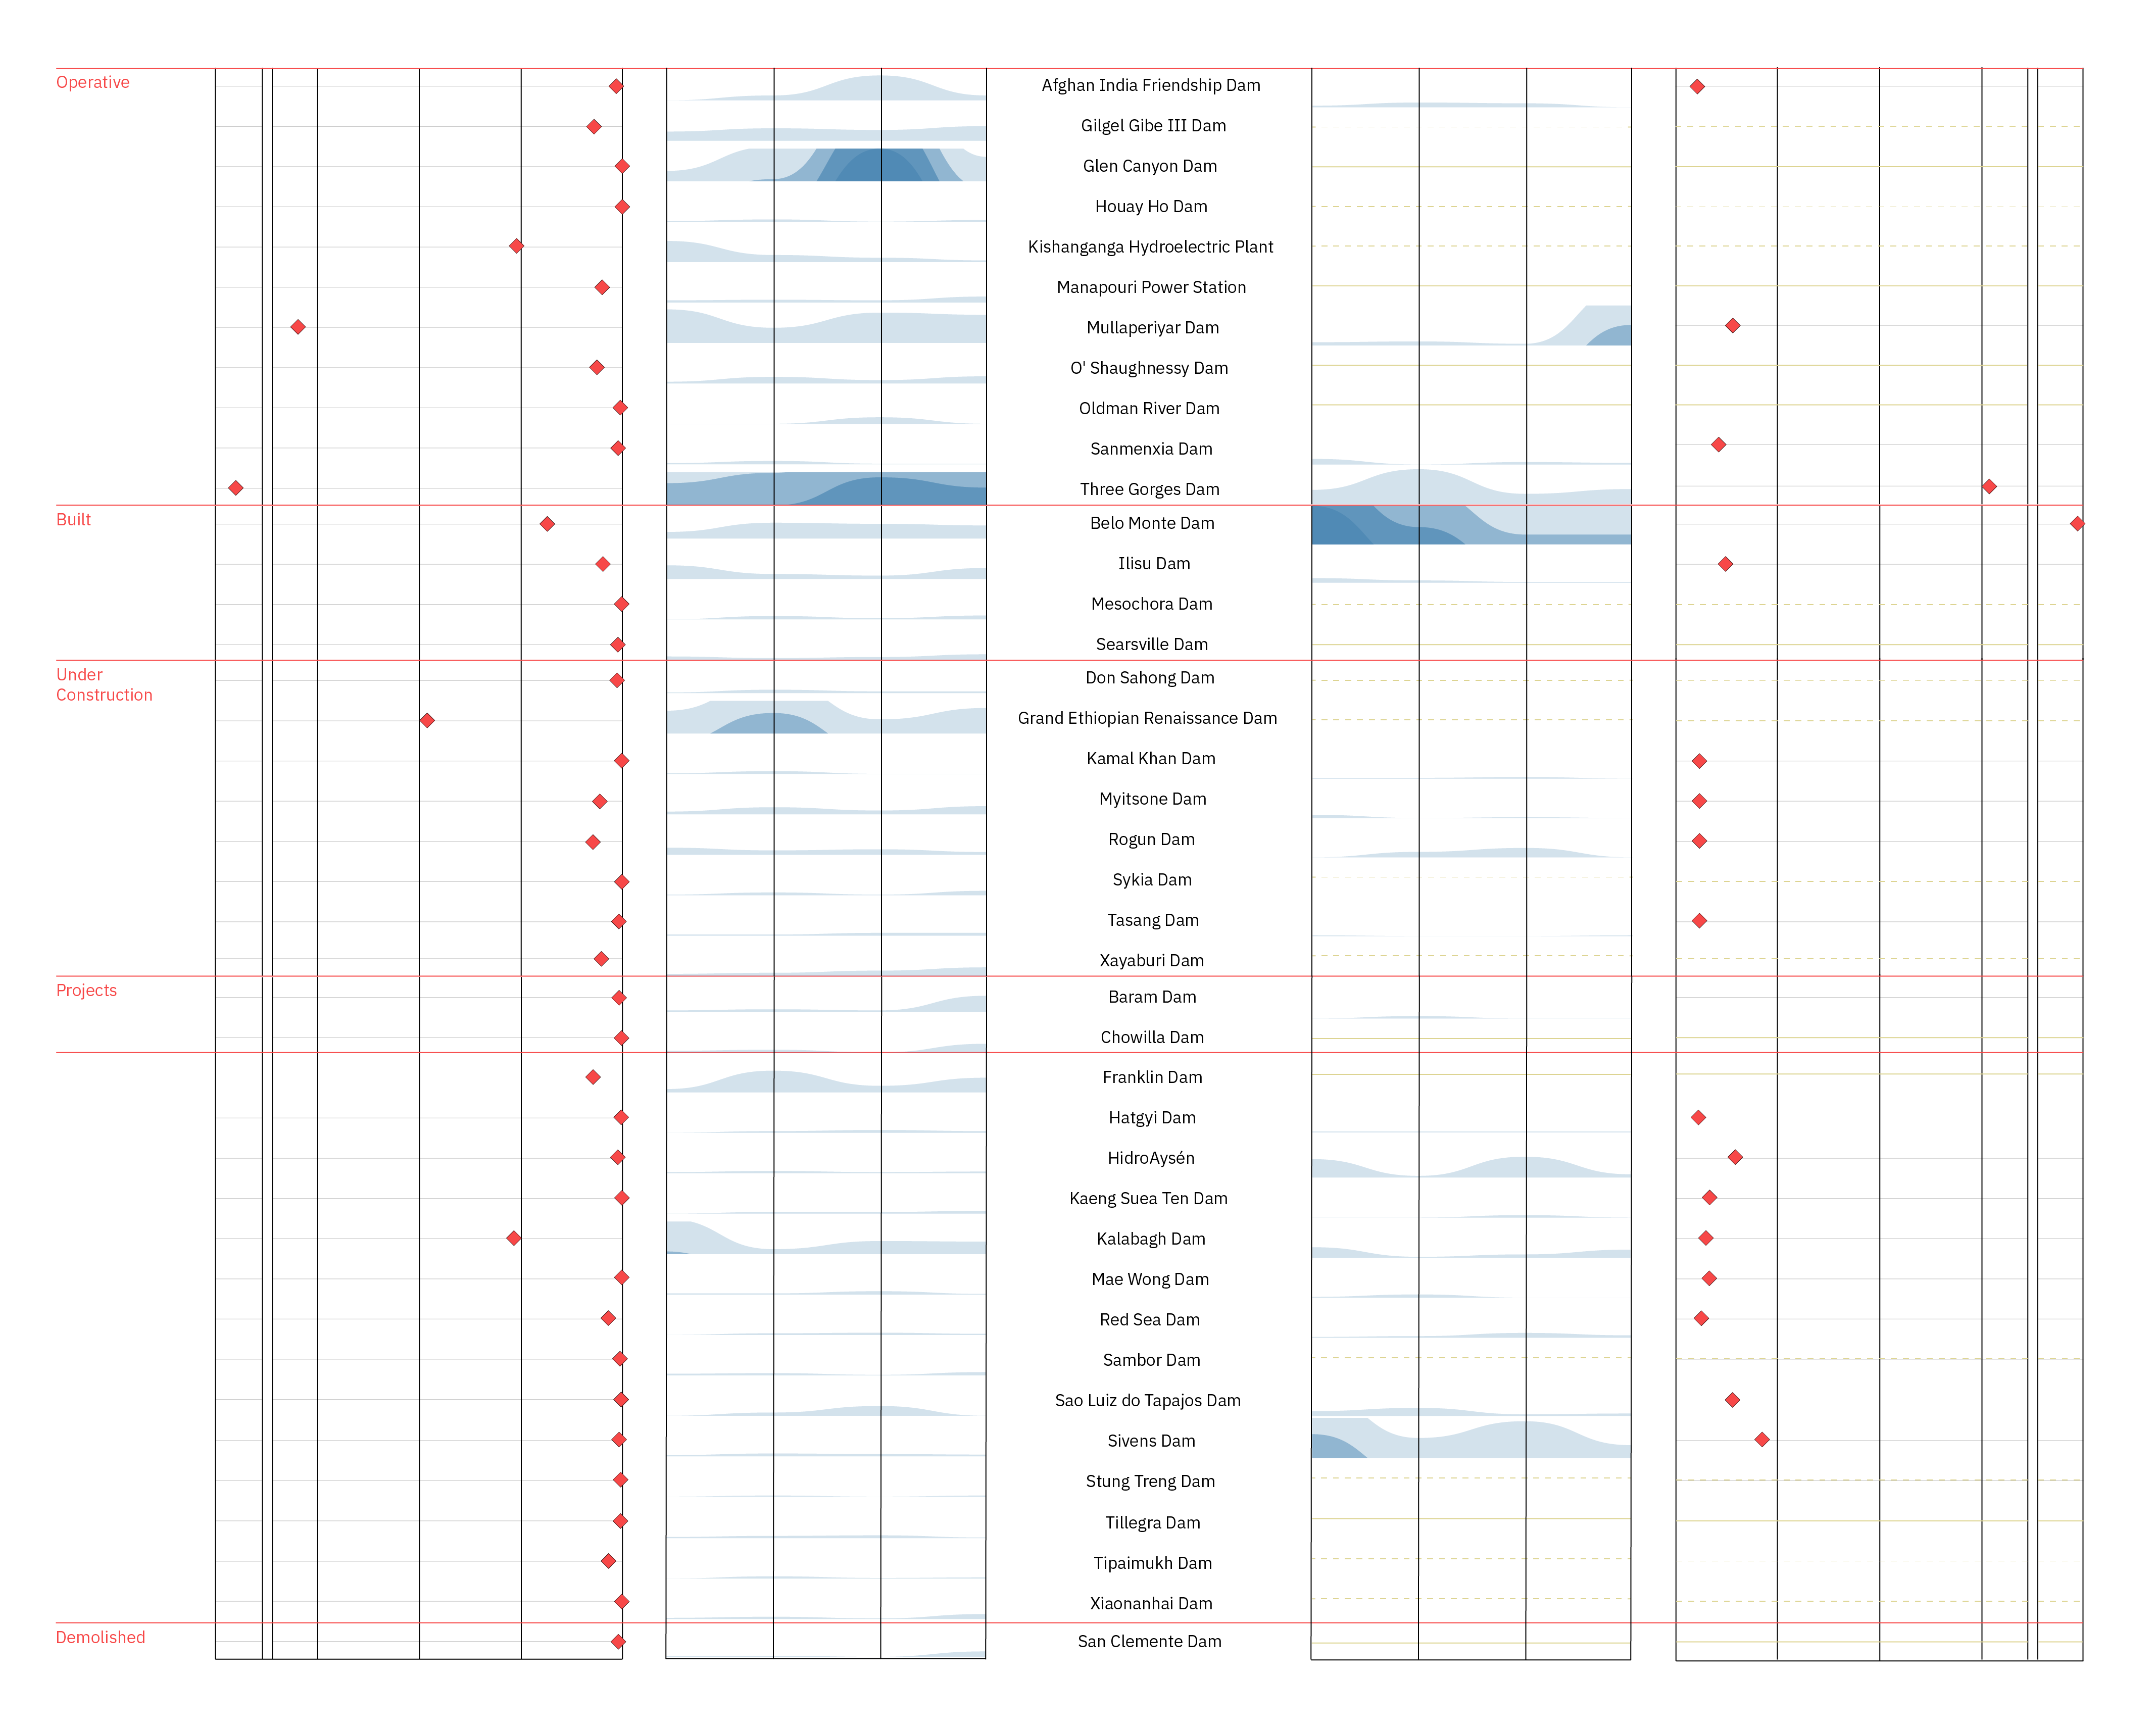 Operative
Afghan India Friendship Dam
Gilgel Gibe III Dam
Glen Canyon Dam
Houay Ho Dam
Kishanganga Hydroelectric Plant
Manapouri Power Station
Mullaperiyar Dam
O' Shaughnessy Dam
Oldman River Dam
Sanmenxia Dam
Three Gorges Dam
Built
Belo Monte Dam
Ilisu Dam
Mesochora Dam
Searsville Dam
Under
Construction
Don Sahong Dam
Grand Ethiopian Renaissance Dam
Kamal Khan Dam
Myitsone Dam
Rogun Dam
Sykia Dam
Tasang Dam
Xayaburi Dam
Projects
Baram Dam
Chowilla Dam
Franklin Dam
Hatgyi Dam
HidroAysén
Kaeng Suea Ten Dam
Kalabagh Dam
Mae Wong Dam
Red Sea Dam
Sambor Dam
Sao Luiz do Tapajos Dam
Sivens Dam
Stung Treng Dam
Tillegra Dam
Tipaimukh Dam
Xiaonanhai Dam
Demolished
San Clemente Dam